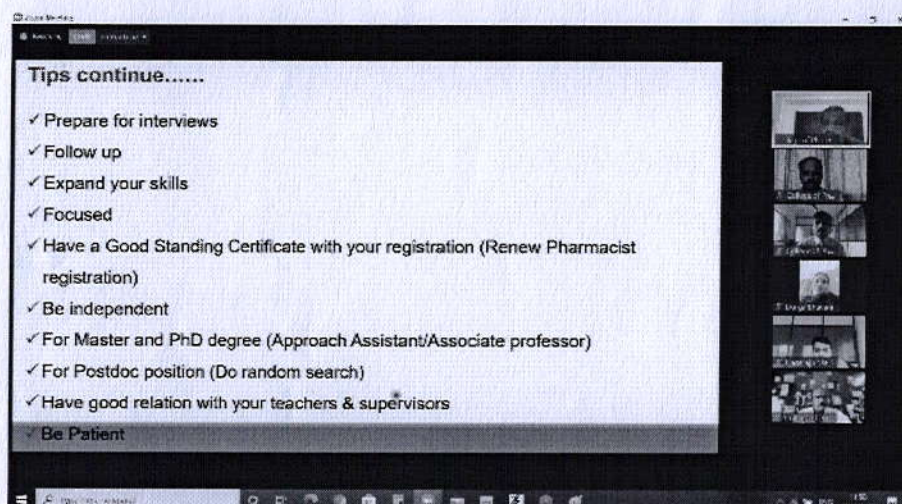 Zoom Meeting
Tips continue……
✓ Prepare for interviews
✓ Follow up
✓ Expand your skills
✓ Focused
✓ Have a Good Standing Certificate with your registration (Renew Pharmacist
registration)
✓ Be independent
✓ For Master and PhD degree (Approach Assistant/Associate professor)
✓ For Postdoc position (Do random search)
✓ Have good relation with your teachers & supervisors
✓ Be Patient